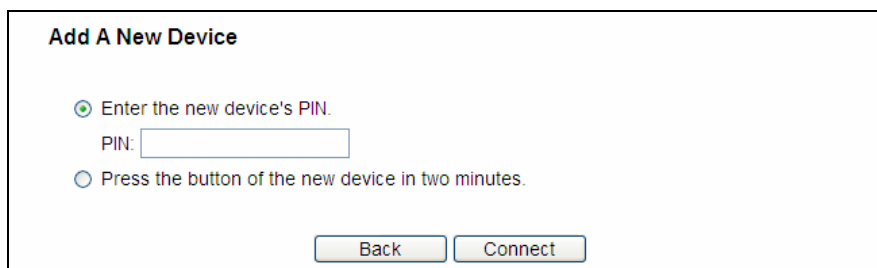 Add A New Device
Enter the new device's PIN.
PIN:
Press the button of the new device in two minutes.
Back Connect